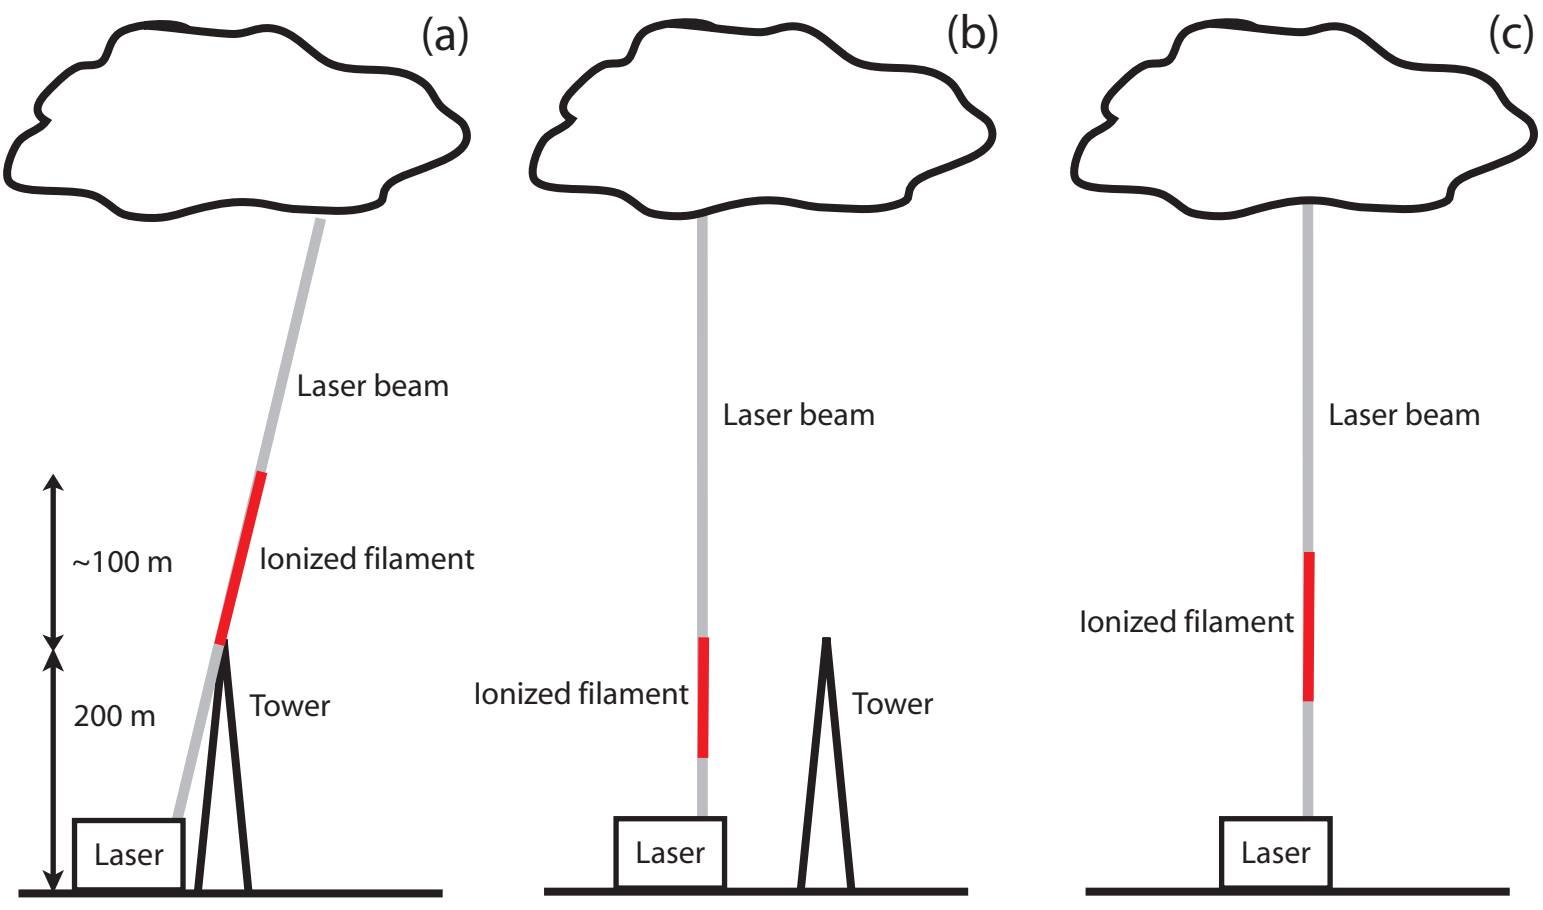 (a)
Laser beam
~100 m
Ionized filament
200 m
Tower
Laser
(b)
Laser beam
Ionized filament
Tower
Laser
(c)
Laser beam
Ionized filament
Laser